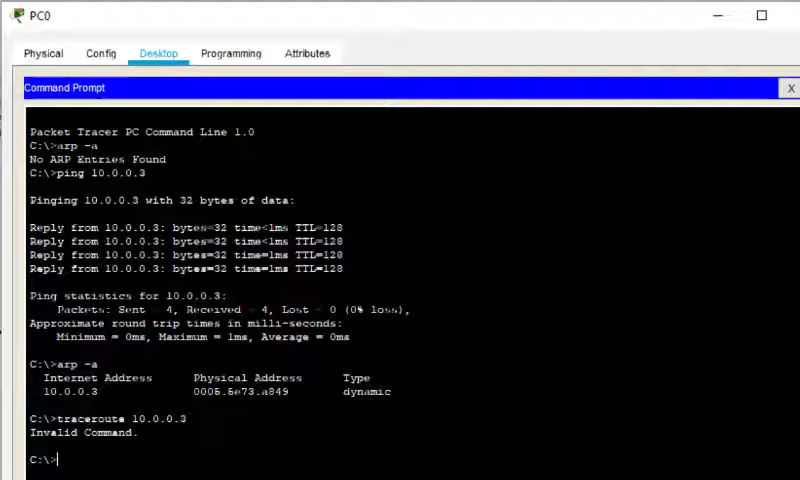 PC0
Physical Config Desktop Programming Attributes
Command Prompt
X
Packet Tracer PC Command Line 1.0
C:\>arp -a
No ARP Entries Found
C:\>ping 10.0.0.3
Pinging 10.0.0.3 with 32 bytes of data:
Reply from 10.0.0.3: bytes=32 time<1ms TTL=128
Reply from 10.0.0.3: bytes=32 time<1ms TTL=128
Reply from 10.0.0.3: bytes=32 time=1ms TTL=128
Reply from 10.0.0.3: bytes=32 time=1ms TTL=128
Ping statistics for 10.0.0.3:
Packets: Sent = 4, Received = 4, Lost = 0 (0% loss),
Approximate round trip times in milli-seconds:
Minimum = 0ms, Maximum = 1ms, Average = 0ms
C:\>arp -a
Internet Address Physical Address Type
10.0.0.3 0005.5e73.a849 dynamic
C:\>traceroute 10.0.0.3
Invalid Command.
C:\>